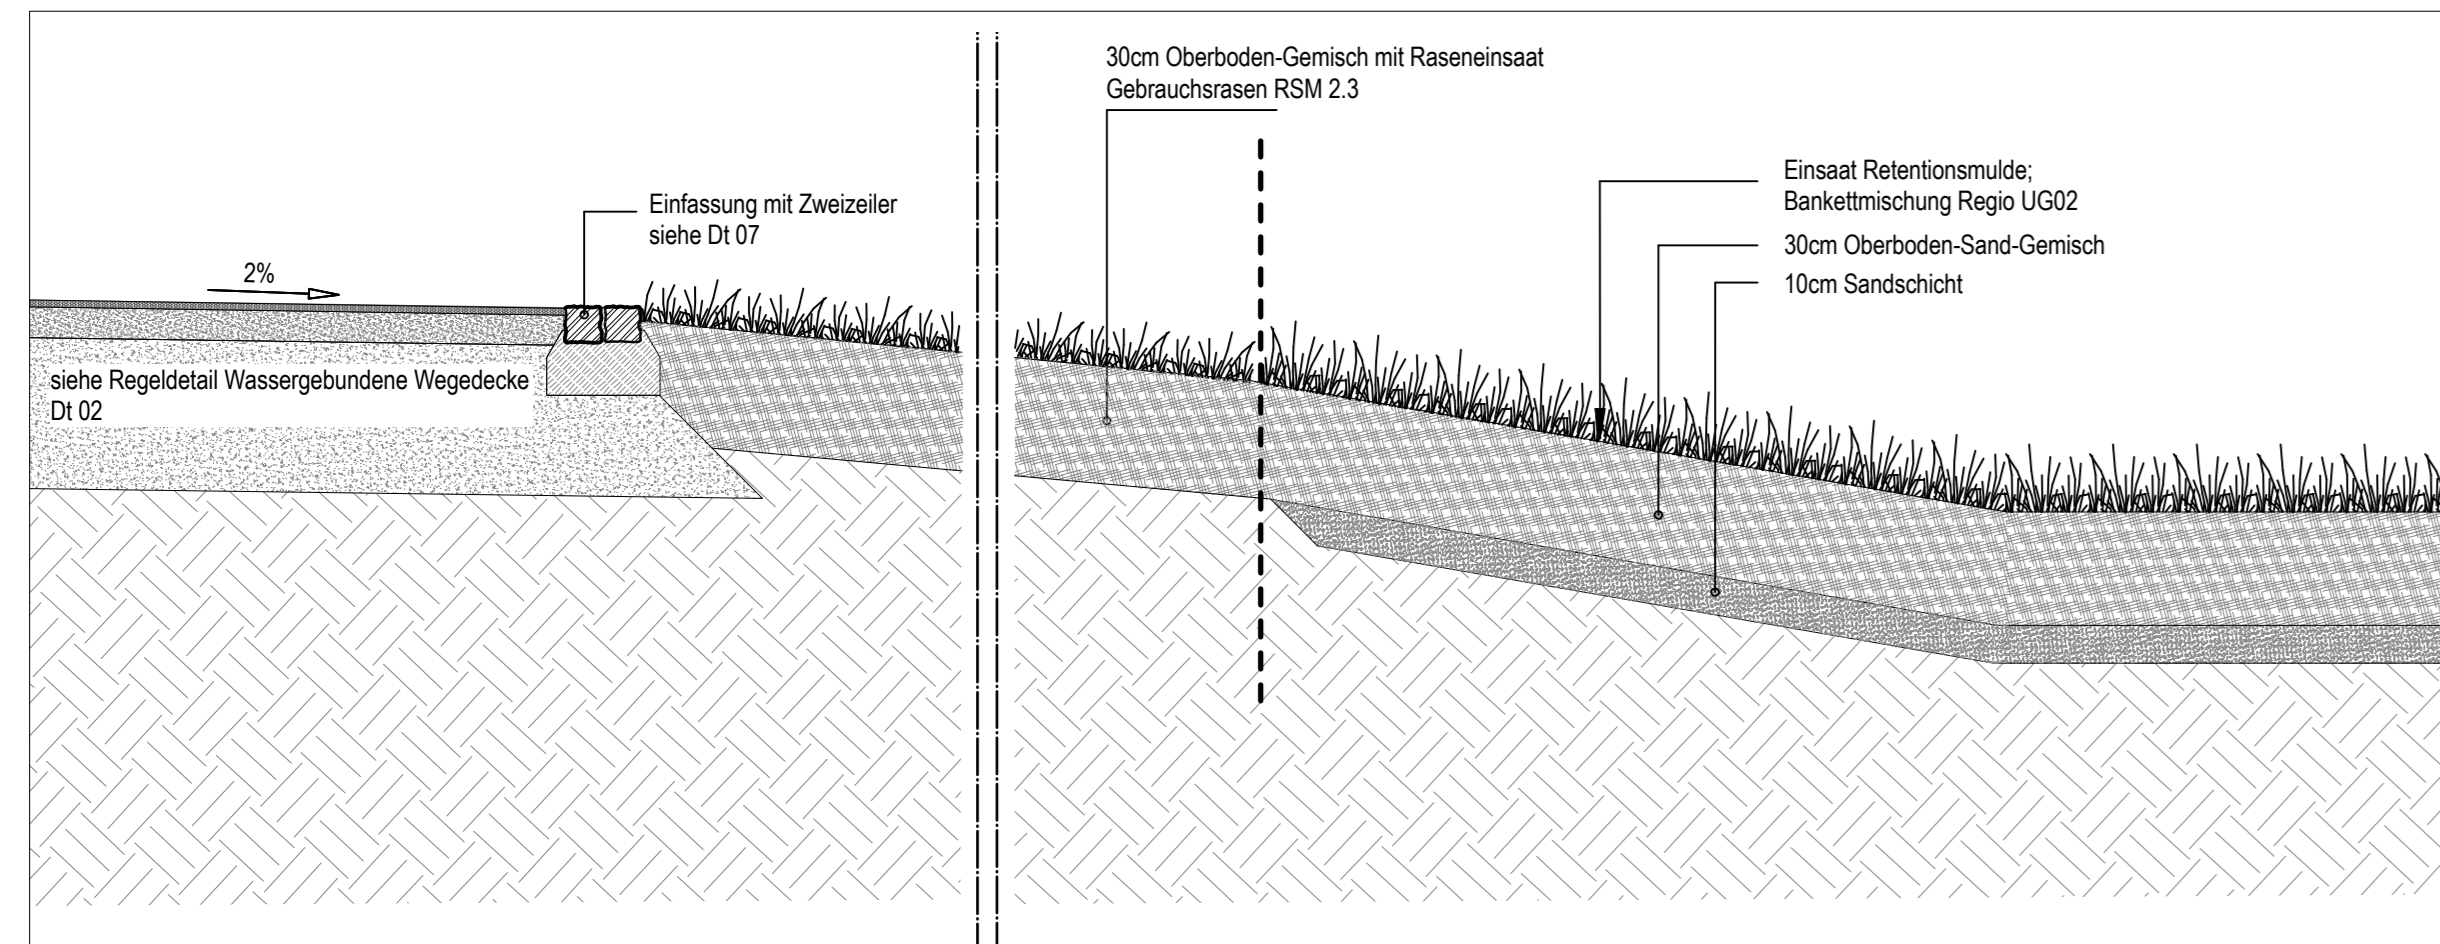 30cm Oberboden-Gemisch mit Raseneinsaat
Gebrauchsrasen RSM 2.3
Einsaat Retentionsmulde;
Bankettmischung Regio UG02
30cm Oberboden-Sand-Gemisch
10cm Sandschicht
Einfassung mit Zweizeiler
siehe Dt 07
2%
siehe Regeldetail Wassergebundene Wegedecke
Dt 02